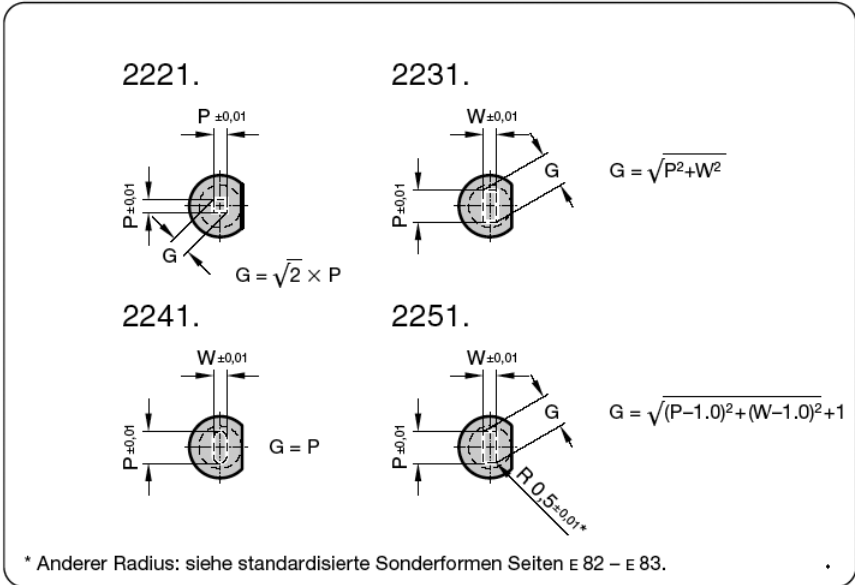 2221.
P ±0,01
P±0,01
G
G = √2 × P
2231.
W±0,01
P±0,01
G
G = √P²+W²
2241.
W±0,01
P±0,01
G = P
2251.
W±0,01
P±0,01
G
R 0,5±0,01*
G = √(P–1.0)²+(W–1.0)²+1
* Anderer Radius: siehe standardisierte Sonderformen Seiten E 82 – E 83.